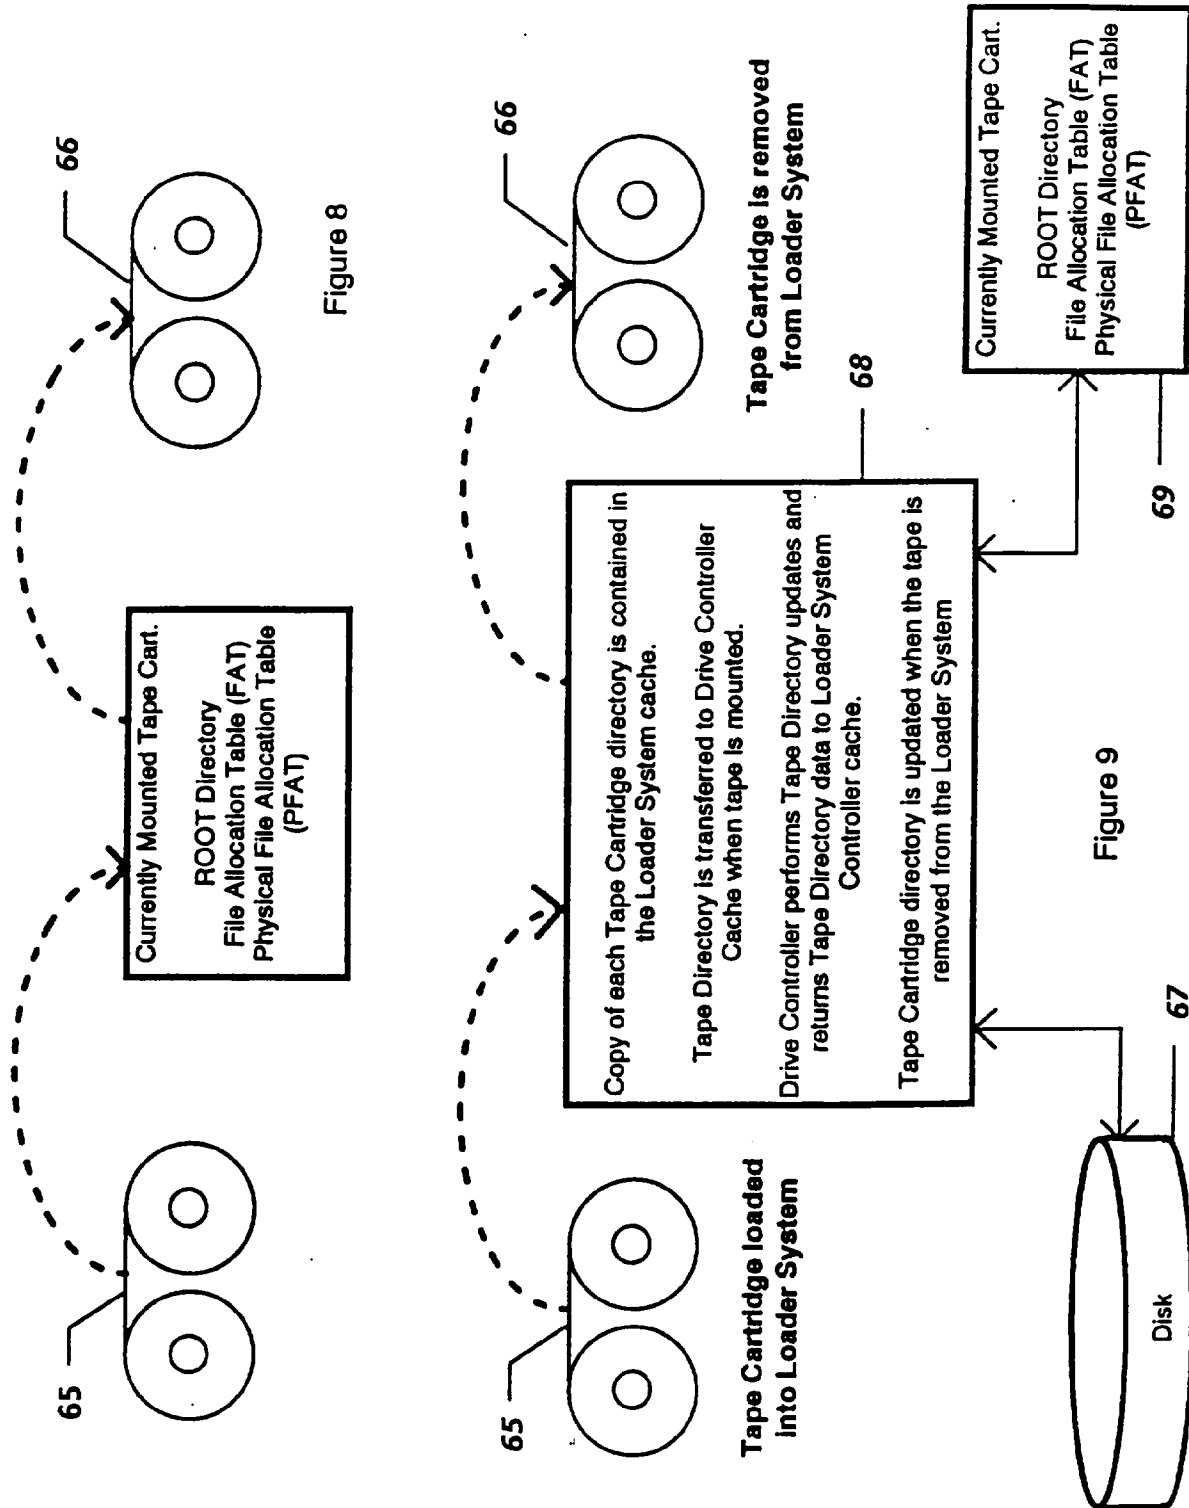 65
Currently Mounted Tape Cart.
ROOT Directory
File Allocation Table (FAT)
Physical File Allocation Table
(PFAT)
66
Figure 8
65
Tape Cartridge loaded
into Loader System
Copy of each Tape Cartridge directory is contained in
the Loader System cache.
Tape Directory is transferred to Drive Controller
Cache when tape is mounted.
Drive Controller performs Tape Directory updates and
returns Tape Directory data to Loader System
Controller cache.
Tape Cartridge directory is updated when the tape is
removed from the Loader System
68
66
Tape Cartridge is removed
from Loader System
Disk
67
Figure 9
69
Currently Mounted Tape Cart.
ROOT Directory
File Allocation Table (FAT)
Physical File Allocation Table
(PFAT)